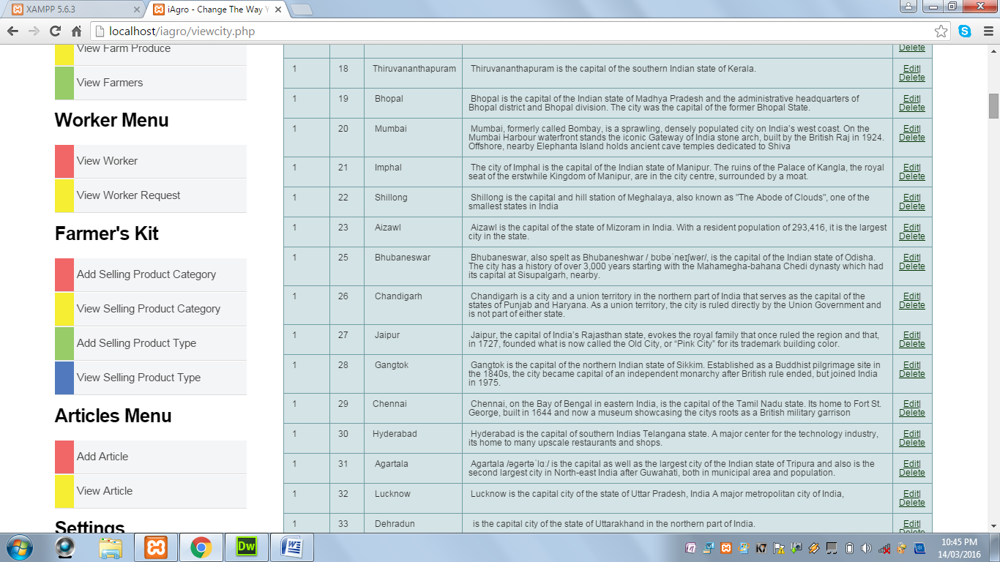 XAMPP 5.6.3
iAgro - Change The Way Y
localhost/iagro/viewcity.php
View Farm Produce
View Farmers
Worker Menu
View Worker
View Worker Request
Farmer's Kit
Add Selling Product Category
View Selling Product Category
Add Selling Product Type
View Selling Product Type
Articles Menu
Add Article
View Article
Settings
Delete
1 18 Thiruvananthapuram Thiruvananthapuram is the capital of the southern Indian state of Kerala. Edit|
Delete
1 19 Bhopal Bhopal is the capital of the Indian state of Madhya Pradesh and the administrative headquarters of Edit|
Bhopal district and Bhopal division. The city was the capital of the former Bhopal State. Delete
1 20 Mumbai Mumbai, formerly called Bombay, is a sprawling, densely populated city on India's west coast. On the Edit|
Mumbai Harbour waterfront stands the iconic Gateway of India stone arch, built by the British Raj in 1924. Delete
Offshore, nearby Elephanta Island holds ancient cave temples dedicated to Shiva
1 21 Imphal The city of Imphal is the capital of the Indian state of Manipur. The ruins of the Palace of Kangla, the royal Edit|
seat of the erstwhile Kingdom of Manipur, are in the city centre, surrounded by a moat. Delete
1 22 Shillong Shillong is the capital and hill station of Meghalaya, also known as "The Abode of Clouds", one of the Edit|
smallest states in India Delete
1 23 Aizawl Aizawl is the capital of the state of Mizoram in India. With a resident population of 293,416, it is the largest Edit|
city in the state. Delete
1 25 Bhubaneswar Bhubaneswar, also spelt as Bhubaneshwar /ˌbʊbəˈneɪʃwər/, is the capital of the Indian state of Odisha. Edit|
The city has a history of over 3,000 years starting with the Mahamegha-bahana Chedi dynasty which had Delete
its capital at Sisupalgarh, nearby.
1 26 Chandigarh Chandigarh is a city and a union territory in the northern part of India that serves as the capital of the Edit|
states of Punjab and Haryana. As a union territory, the city is ruled directly by the Union Government and Delete
is not part of either state.
1 27 Jaipur Jaipur, the capital of India's Rajasthan state, evokes the royal family that once ruled the region and that, Edit|
in 1727, founded what is now called the Old City, or “Pink City” for its trademark building color. Delete
1 28 Gangtok Gangtok is the capital of the northern Indian state of Sikkim. Established as a Buddhist pilgrimage site in Edit|
the 1840s, the city became capital of an independent monarchy after British rule ended, but joined India Delete
in 1975.
1 29 Chennai Chennai, on the Bay of Bengal in eastern India, is the capital of the Tamil Nadu state. Its home to Fort St. Edit|
George, built in 1644 and now a museum showcasing the citys roots as a British military garrison Delete
1 30 Hyderabad Hyderabad is the capital of southern Indias Telangana state. A major center for the technology industry, Edit|
its home to many upscale restaurants and shops. Delete
1 31 Agartala Agartala /əɡərtəˈlɑː/ is the capital as well as the largest city of the Indian state of Tripura and also is the Edit|
second largest city in North-east India after Guwahati, both in municipal area and population. Delete
1 32 Lucknow Lucknow is the capital city of the state of Uttar Pradesh, India A major metropolitan city of India, Edit|
Delete
1 33 Dehradun is the capital city of the state of Uttarakhand in the northern part of India. Edit|
Delete
Dw
W
K7
10:45 PM
14/03/2016